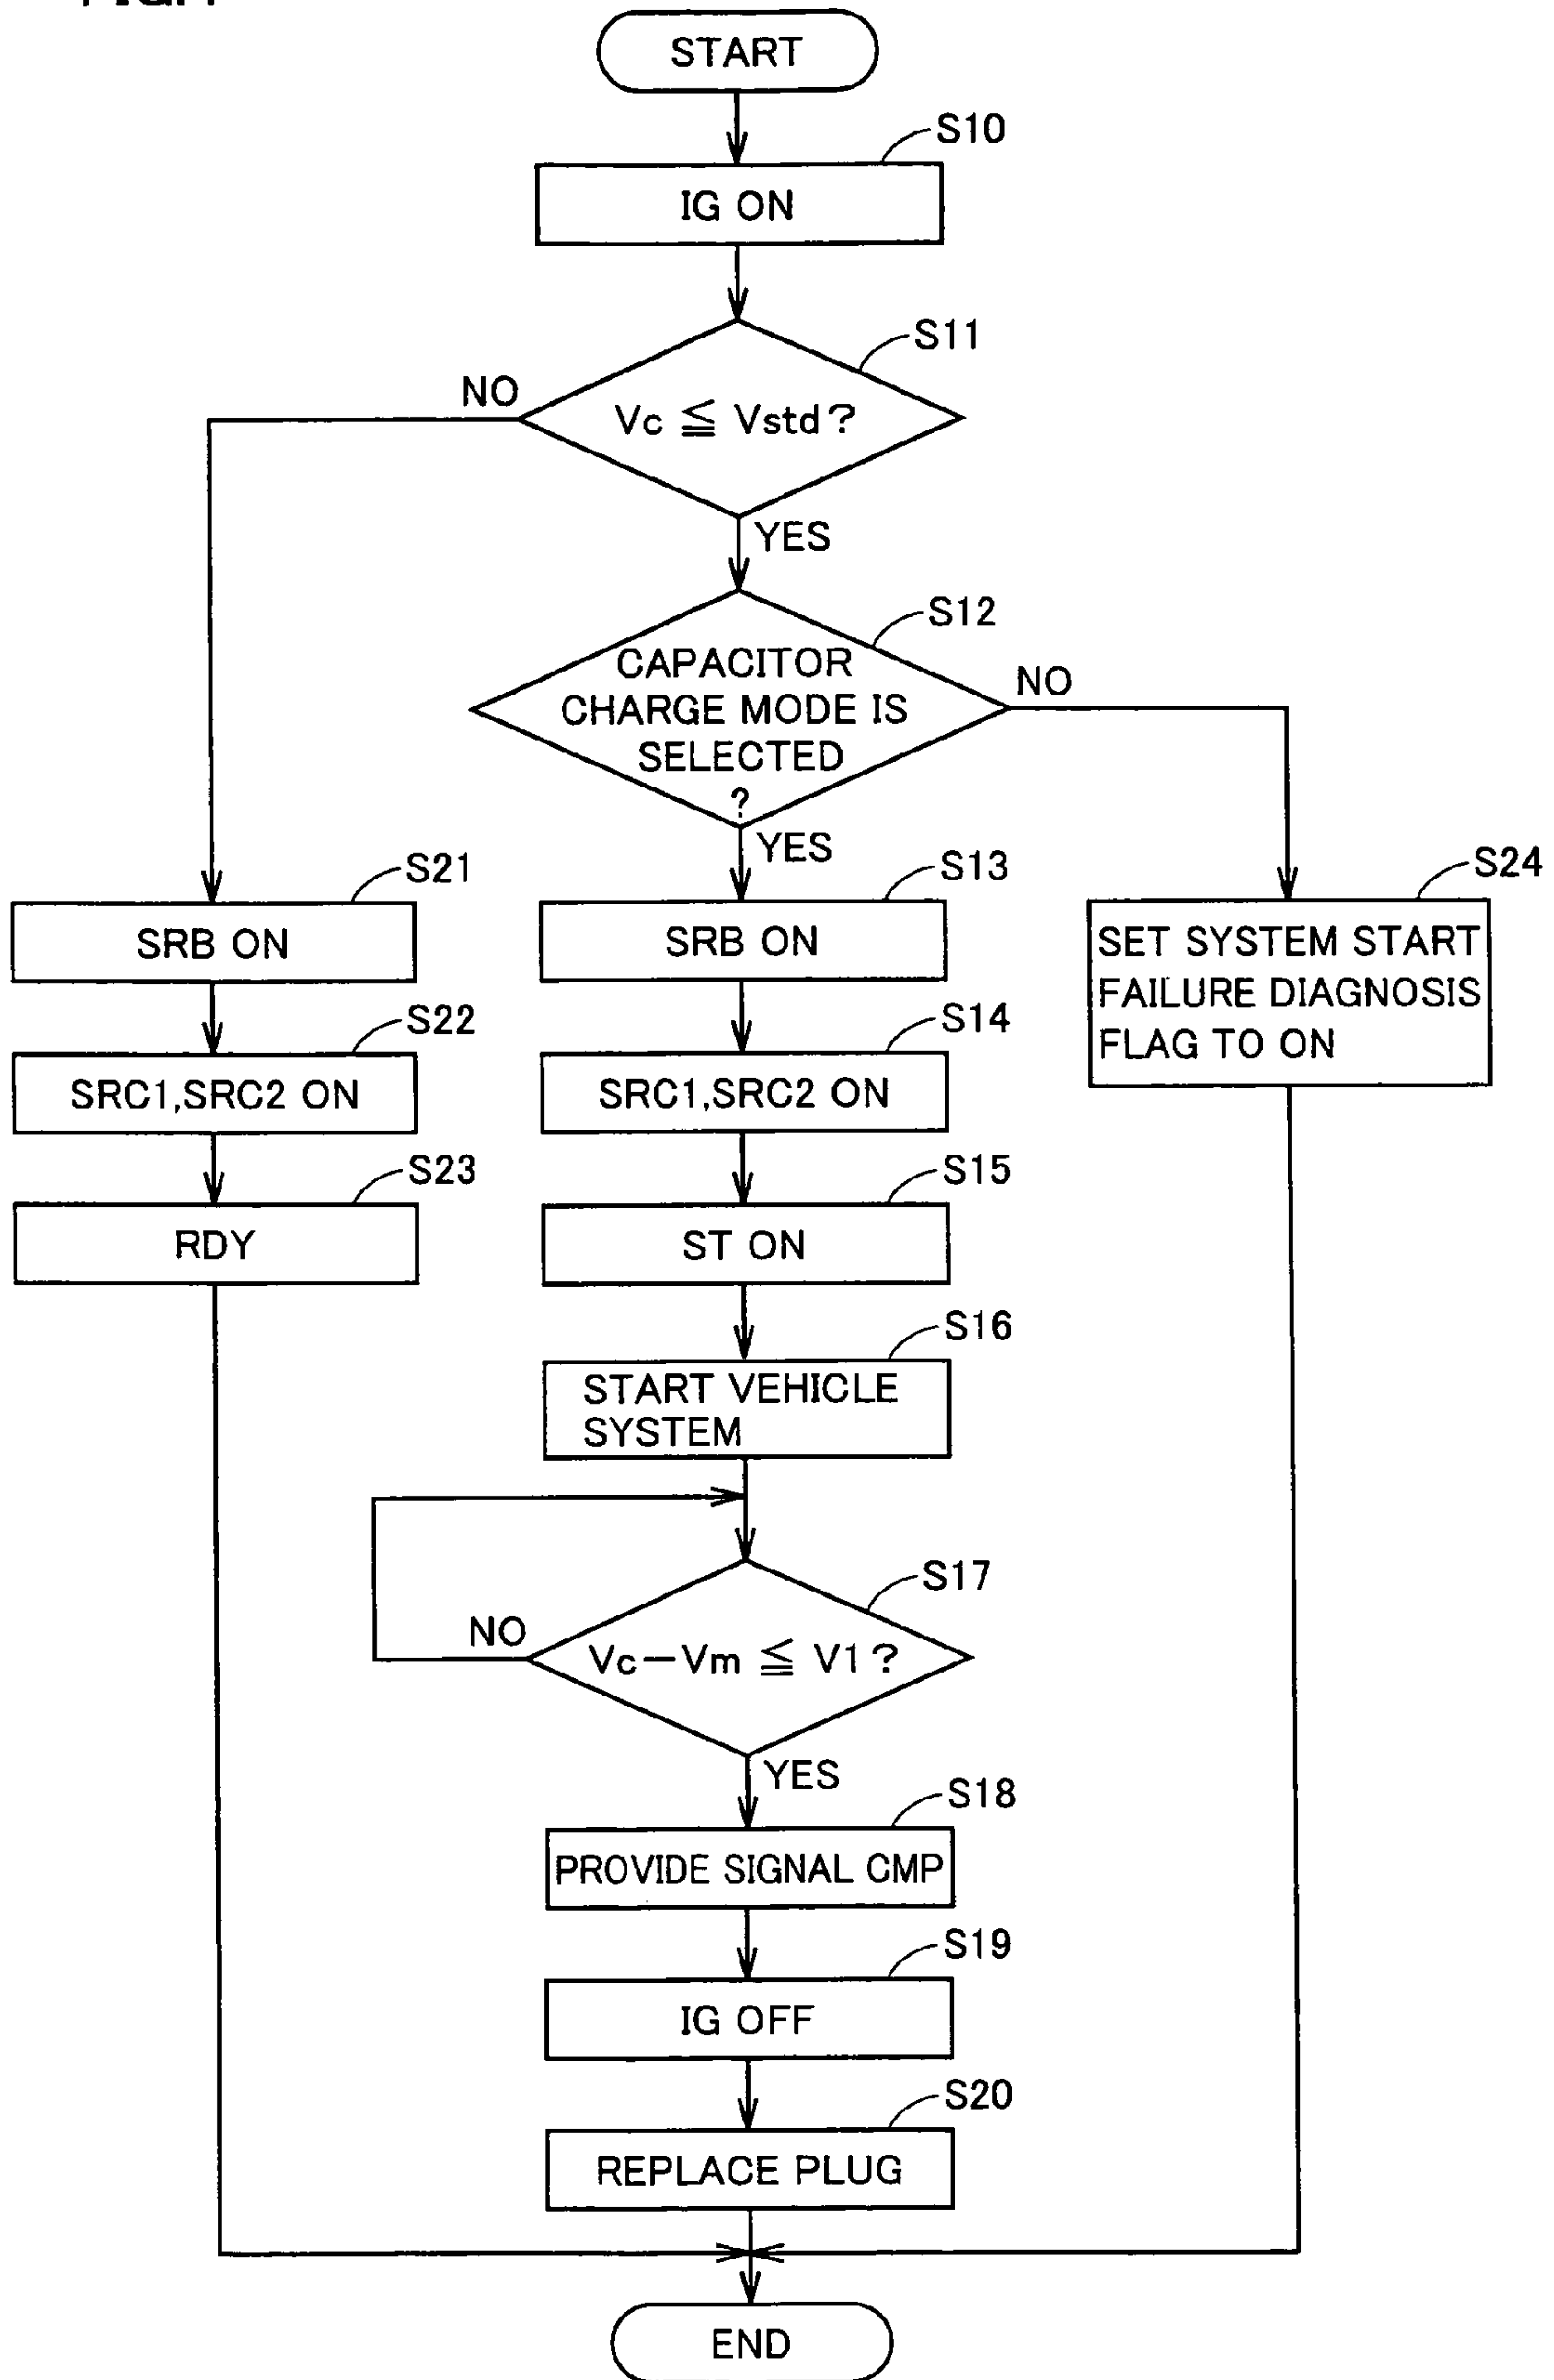 START
S10
IG ON
S11
NO
Vc ≦ Vstd?
YES
S12
CAPACITOR
CHARGE MODE IS
SELECTED
?
NO
YES
S21
S13
S24
SRB ON
SRB ON
SET SYSTEM START
FAILURE DIAGNOSIS
FLAG TO ON
S22
S14
SRC1,SRC2 ON
SRC1,SRC2 ON
S23
S15
RDY
ST ON
S16
START VEHICLE
SYSTEM
S17
NO
Vc-Vm ≦ V1?
YES
S18
PROVIDE SIGNAL CMP
S19
IG OFF
S20
REPLACE PLUG
END